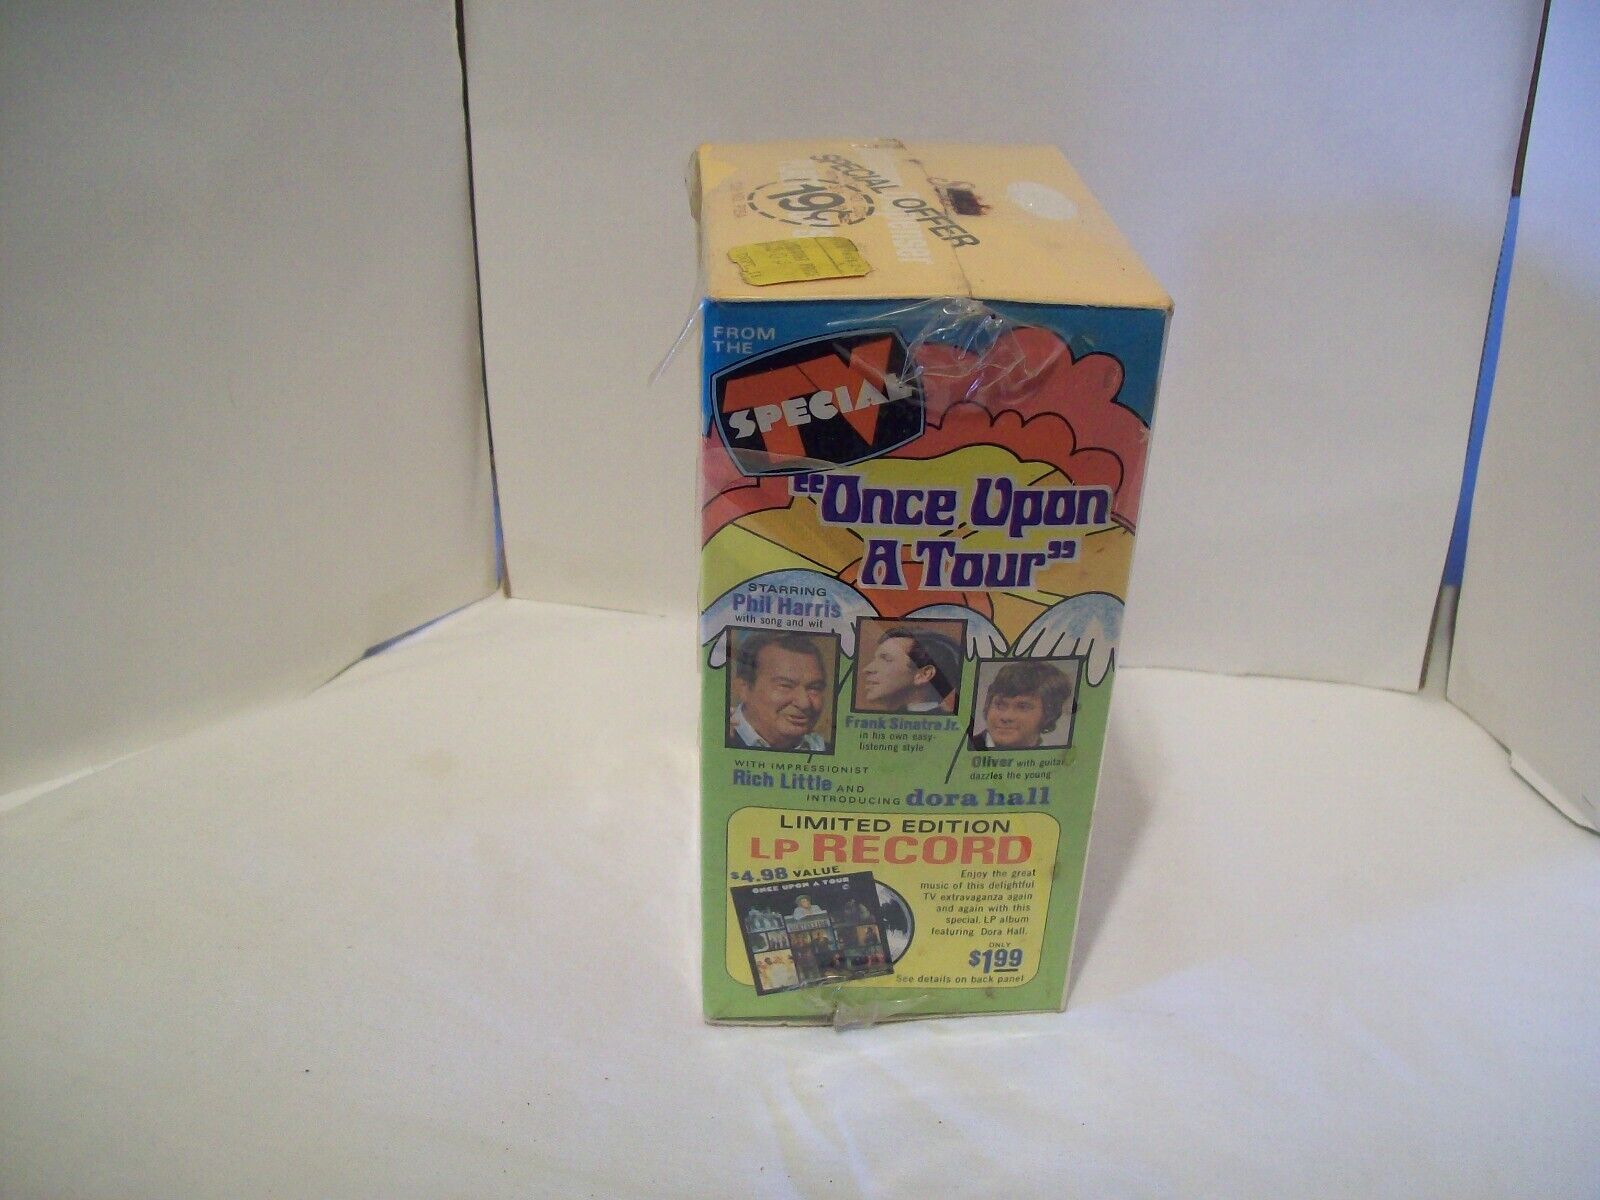 SPECIAL OFFER
19¢
FROM
THE
TV
SPECIAL
"Once Upon
A Tour"
STARRING
Phil Harris
with song and wit
Frank Sinatra Jr.
in his own easy-
listening style
Oliver with guitar
dazzles the young
WITH IMPRESSIONIST
Rich Little AND
INTRODUCING dora hall
LIMITED EDITION
LP RECORD
$4.98 VALUE
ONCE UPON A TOUR
Enjoy the great
music of this delightful
TV extravaganza again
and again with this
special, LP album
featuring Dora Hall.
ONLY
$1.99
See details on back panel